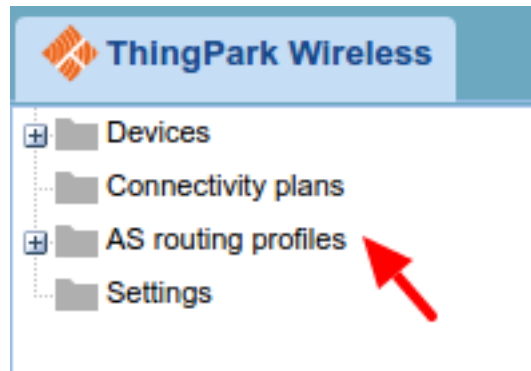 ThingPark Wireless
Devices
Connectivity plans
AS routing profiles
Settings